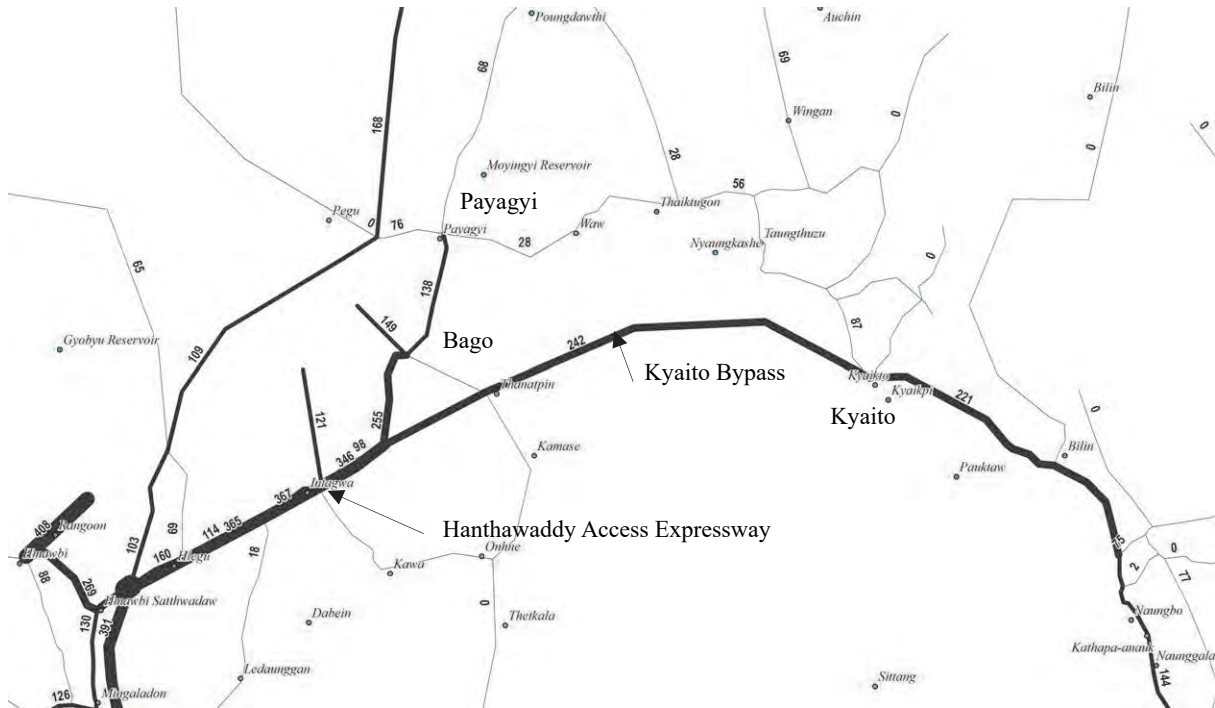 Poungdawthi
Auchin
68
69
Bilin
0
Wingan
0
0
168
28
0
Moyingyi Reservoir
56
Payagyi
Pegu
0
76
Payagyi
28
Waw
Thaiktugon
Taungthuzu
Nyaungkashe
0
65
138
149
Gyobyu Reservoir
Bago
242
87
109
Kyaito Bypass
Kyaikto
Thanatpin
Kyaikpi
221
0
Kyaito
121
255
98
346
Kamase
Bilin
Pauktaw
Intagwa
367
Hanthawaddy Access Expressway
408
Rangoon
114
365
103
69
18
Hmawbi
160
Hlegu
Onhne
0
2
77
88
269
Kawa
0
Hmawbi Satthwadaw
130
391
Dabein
Thetkala
Naungbo
Kathapa-anauk
Naunggala
144
Ledaunggan
Sittang
126
Mingaladon